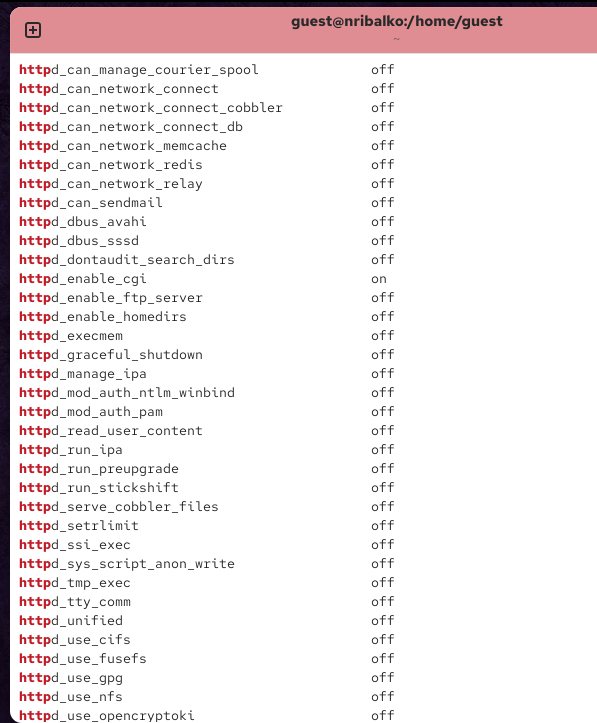 guest@nribalko:/home/guest
~
httpd_can_manage_courier_spool off
httpd_can_network_connect off
httpd_can_network_connect_cobbler off
httpd_can_network_connect_db off
httpd_can_network_memcache off
httpd_can_network_redis off
httpd_can_network_relay off
httpd_can_sendmail off
httpd_dbus_avahi off
httpd_dbus_sssd off
httpd_dontaudit_search_dirs off
httpd_enable_cgi on
httpd_enable_ftp_server off
httpd_enable_homedirs off
httpd_execmem off
httpd_graceful_shutdown off
httpd_manage_ipa off
httpd_mod_auth_ntlm_winbind off
httpd_mod_auth_pam off
httpd_read_user_content off
httpd_run_ipa off
httpd_run_preupgrade off
httpd_run_stickshift off
httpd_serve_cobbler_files off
httpd_setrlimit off
httpd_ssi_exec off
httpd_sys_script_anon_write off
httpd_tmp_exec off
httpd_tty_comm off
httpd_unified off
httpd_use_cifs off
httpd_use_fusefs off
httpd_use_gpg off
httpd_use_nfs off
httpd_use_opencryptoki off